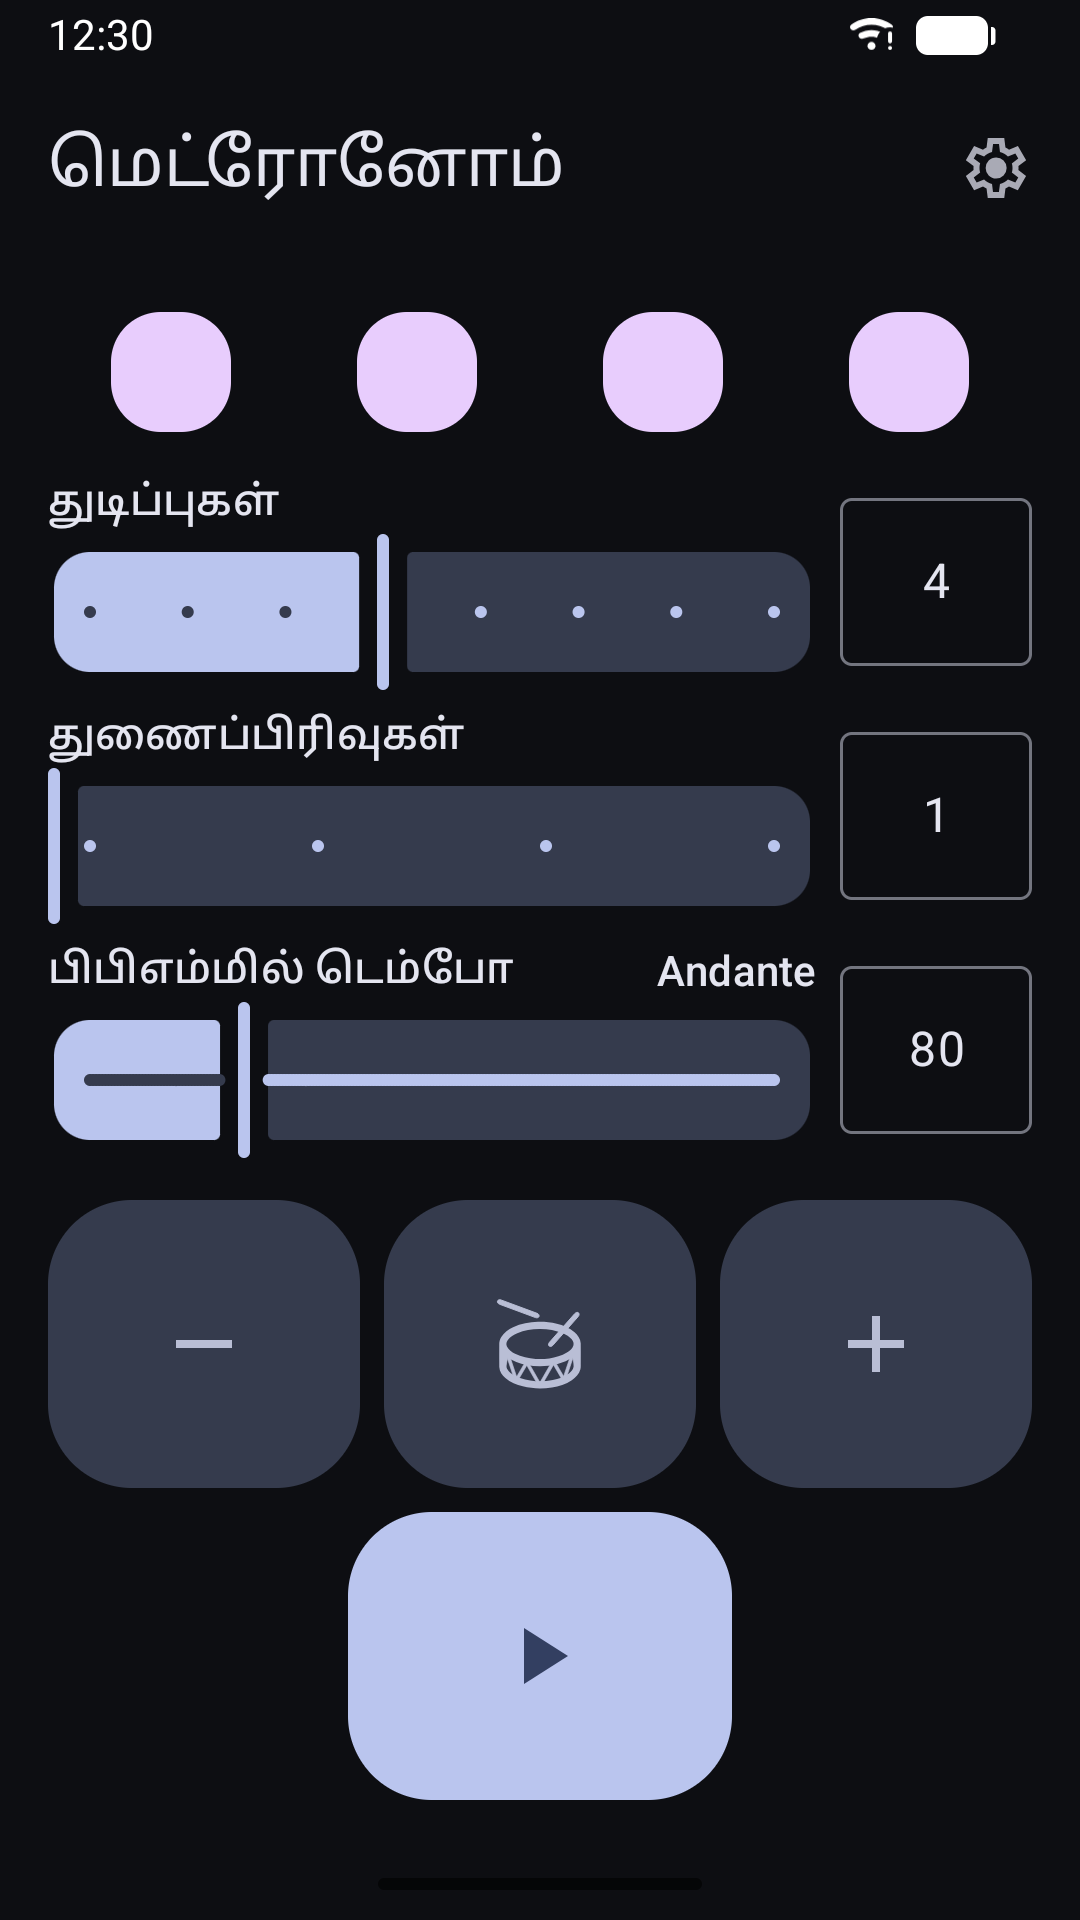 12:30
மெட்ரோனோம்
துடிப்புகள்
4
துணைப்பிரிவுகள்
1
பிபிஎம்மில் டெம்போ
Andante
80